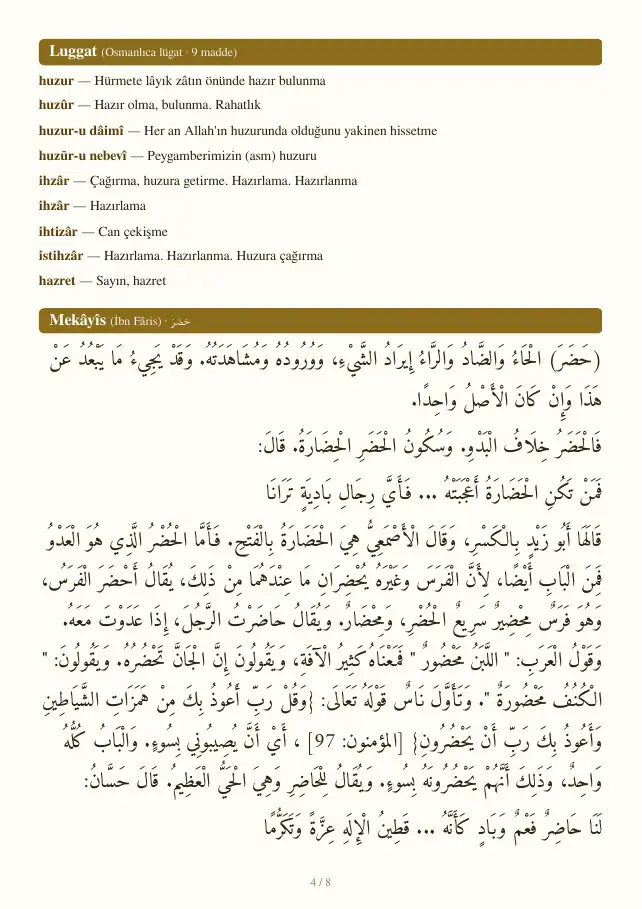 Luggat (Osmanlıca lügat · 9 madde)
huzur — Hürmete lâyık zâtın önünde hazır bulunma
huzûr — Hazır olma, bulunma. Rahatlık
huzur-u dâimî — Her an Allah'ın huzurunda olduğunu yakinen hissetme
huzūr-u nebevî — Peygamberimizin (asm) huzuru
ihzâr — Çağırma, huzura getirme. Hazırlama. Hazırlanma
ihzâr — Hazırlama
ihtizâr — Can çekişme
istihzâr — Hazırlama. Hazırlanma. Huzura çağırma
hazret — Sayın, hazret
Mekâyîs (İbn Fâris) · حَضَرَ
(حَضَرَ) الْحَاءُ وَالضَّادُ وَالرَّاءُ إِيرَادُ الشَّيْءِ، وَوُرُودُهُ وَمُشَاهَدَتُهُ. وَقَدْ يَجِيءُ مَا يَبْعُدُ عَنْ
هَذَا وَإِنْ كَانَ الْأَصْلُ وَاحِدًا.
فَالْحَضَرُ خِلَافُ الْبَدْوِ. وَسُكُونُ الْحَضَرِ الْحِضَارَةُ. قَالَ:
فَمَنْ تَكُنِ الْحَضَارَةُ أَعْجَبَتْهُ ... فَأَيَّ رِجَالِ بَادِيَةٍ تَرَانَا
قَالَهَا أَبُو زَيْدٍ بِالْكَسْرِ، وَقَالَ الْأَصْمَعِيُّ هِيَ الْحَضَارَةُ بِالْفَتْحِ. فَأَمَّا الْحُضْرُ الَّذِي هُوَ الْعَدْوُ
فَمِنَ الْبَابِ أَيْضًا، لِأَنَّ الْفَرَسَ وَغَيْرَهُ يُحْضِرَانِ مَا عِنْدَهُمَا مِنْ ذَلِكَ، يُقَالُ أَحْضَرَ الْفَرَسُ،
وَهُوَ فَرَسٌ مِحْضِيرٌ سَرِيعُ الْحُضْرِ، وَمِحْضَارٌ. وَيُقَالُ حَاضَرْتُ الرَّجُلَ، إِذَا عَدَوْتَ مَعَهُ.
وَقَوْلُ الْعَرَبِ: " اللَّبَنُ مَحْضُورٌ " فَمَعْنَاهُ كَثِيرُ الْآفَةِ، وَيَقُولُونَ إِنَّ الْجَانَّ تَحْضُرُهُ. وَيَقُولُونَ: "
الْكُنُفُ مَحْضُورَةٌ ". وَتَأَوَّلَ نَاسٌ قَوْلَهُ تَعَالَى: {وَقُلْ رَبِّ أَعُوذُ بِكَ مِنْ هَمَزَاتِ الشَّيَاطِينِ
وَأَعُوذُ بِكَ رَبِّ أَنْ يَحْضُرُونِ} [المؤمنون: 97] ، أَيْ أَنْ يُصِيبُونِي بِسُوءٍ. وَالْبَابُ كُلُّهُ
وَاحِدٌ، وَذَلِكَ أَنَّهُمْ يَحْضُرُونَهُ بِسُوءٍ. وَيُقَالُ لِلْحَاضِرِ وَهِيَ الْحَيُّ الْعَظِيمُ. قَالَ حَسَّانُ:
لَنَا حَاضِرٌ فَعْمٌ وَبَادٍ كَأَنَّهُ ... قَطِينُ الْإِلَهِ عِزَّةً وَتَكَرُّمًا
4 / 8